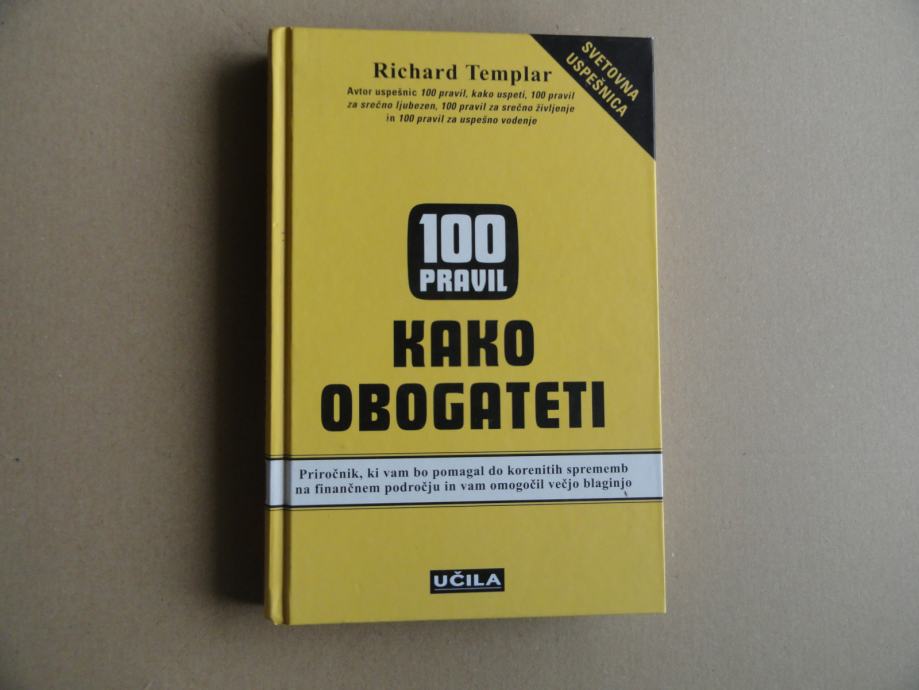 Richard Templar
Avtor uspešnic 100 pravil, kako uspeti, 100 pravil
za srečno ljubezen, 100 pravil za srečno življenje
in 100 pravil za uspešno vodenje
SVETOVNA
USPEŠNICA
100
PRAVIL
KAKO
OBOGATETI
Priročnik, ki vam bo pomagal do korenitih sprememb
na finančnem področju in vam omogočil večjo blaginjo
UČILA